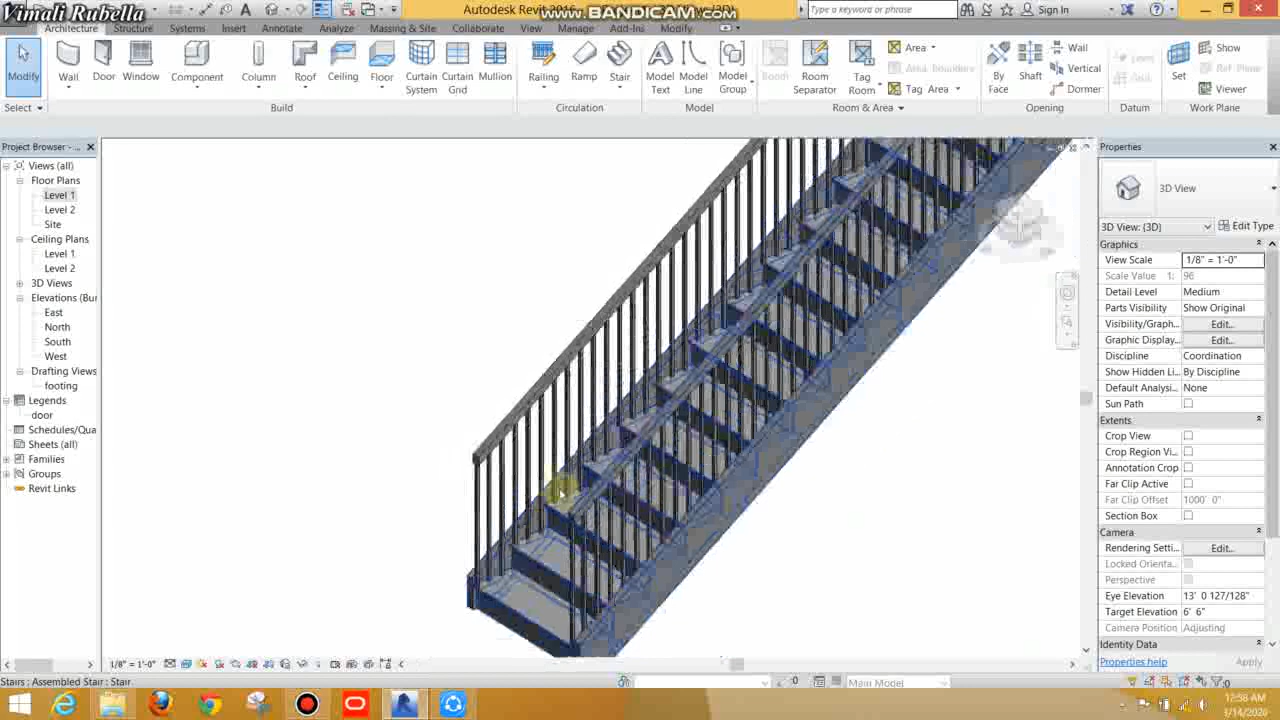 Vimali Rubella
Autodesk Revit 2016
www.BANDICAM.com
Type a keyword or phrase
Sign In
Architecture Structure Systems Insert Annotate Analyze Massing & Site Collaborate View Manage Add-Ins Modify
Modify Wall Door Window Component Column Roof Ceiling Floor Curtain System Curtain Grid Mullion Railing Ramp Stair Model Text Model Line Model Group Room Room Separator Tag Room
Area
Area Boundary
Tag Area
By Face Shaft
Wall
Vertical
Dormer
Level
Grid
Set
Show
Ref Plane
Viewer
Select Build Circulation Model Room & Area Opening Datum Work Plane
Project Browser - ...
Views (all)
Floor Plans
Level 1
Level 2
Site
Ceiling Plans
Level 1
Level 2
3D Views
Elevations (Bu
East
North
South
West
Drafting Views
footing
Legends
door
Schedules/Qua
Sheets (all)
Families
Groups
Revit Links
Properties
3D View
3D View: {3D} Edit Type
Graphics
View Scale 1/8" = 1'-0"
Scale Value 1: 96
Detail Level Medium
Parts Visibility Show Original
Visibility/Graph... Edit...
Graphic Display... Edit...
Discipline Coordination
Show Hidden Li... By Discipline
Default Analysi... None
Sun Path
Extents
Crop View
Crop Region Vi...
Annotation Crop
Far Clip Active
Far Clip Offset 1000' 0"
Section Box
Camera
Rendering Setti... Edit...
Locked Orienta...
Perspective
Eye Elevation 13' 0 127/128"
Target Elevation 6' 6"
Camera Position Adjusting
Identity Data
Properties help Apply
1/8" = 1'-0"
Stairs : Assembled Stair : Stair
:0
Main Model
:0
12:58 AM
3/14/2020